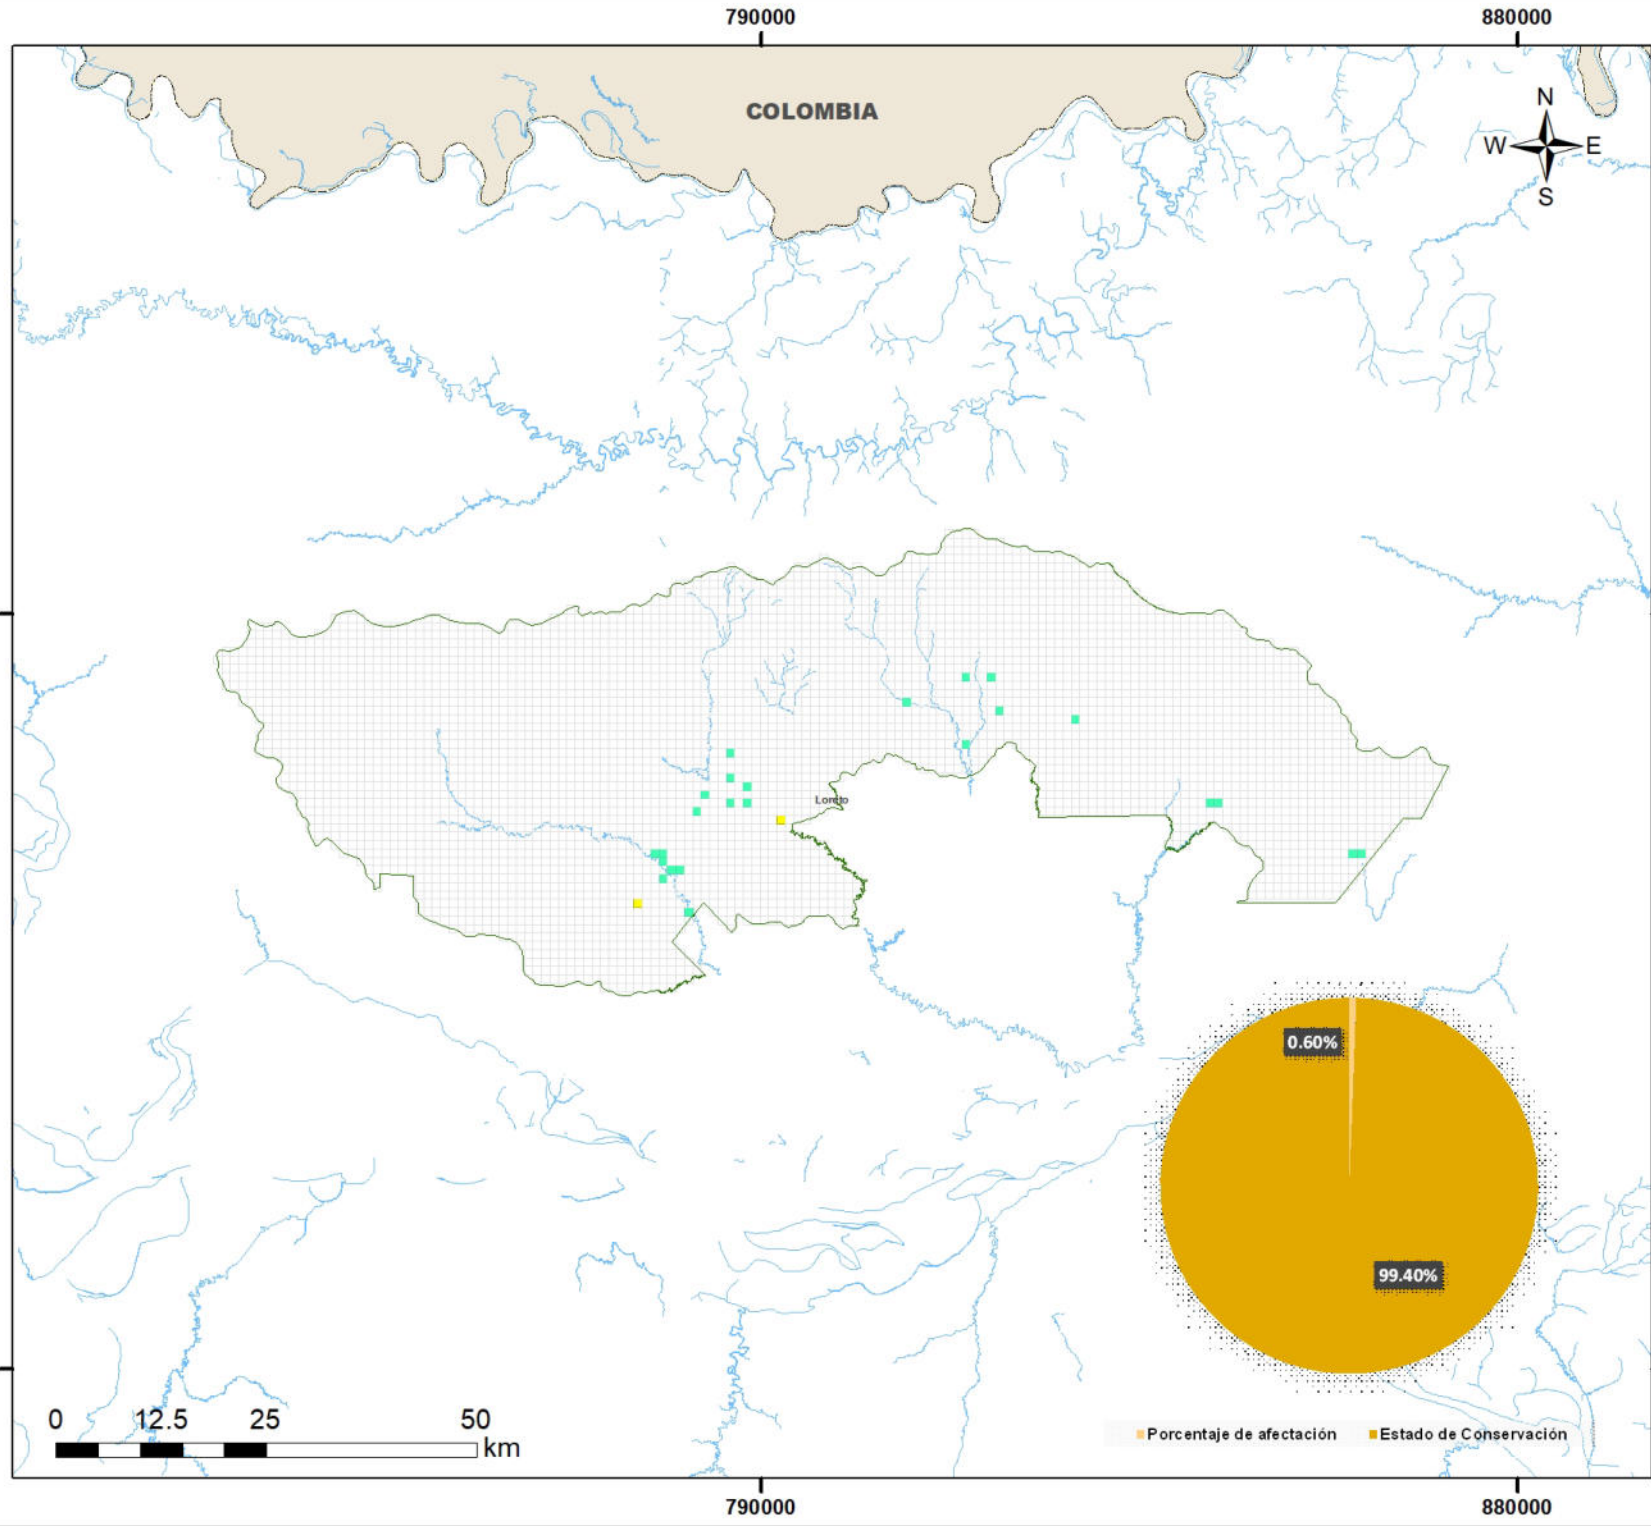 790000 880000
COLOMBIA
N
W E
S
Loreto
0.60%
99.40%
0 12.5 25 50
km
Porcentaje de afectación Estado de Conservación
790000 880000